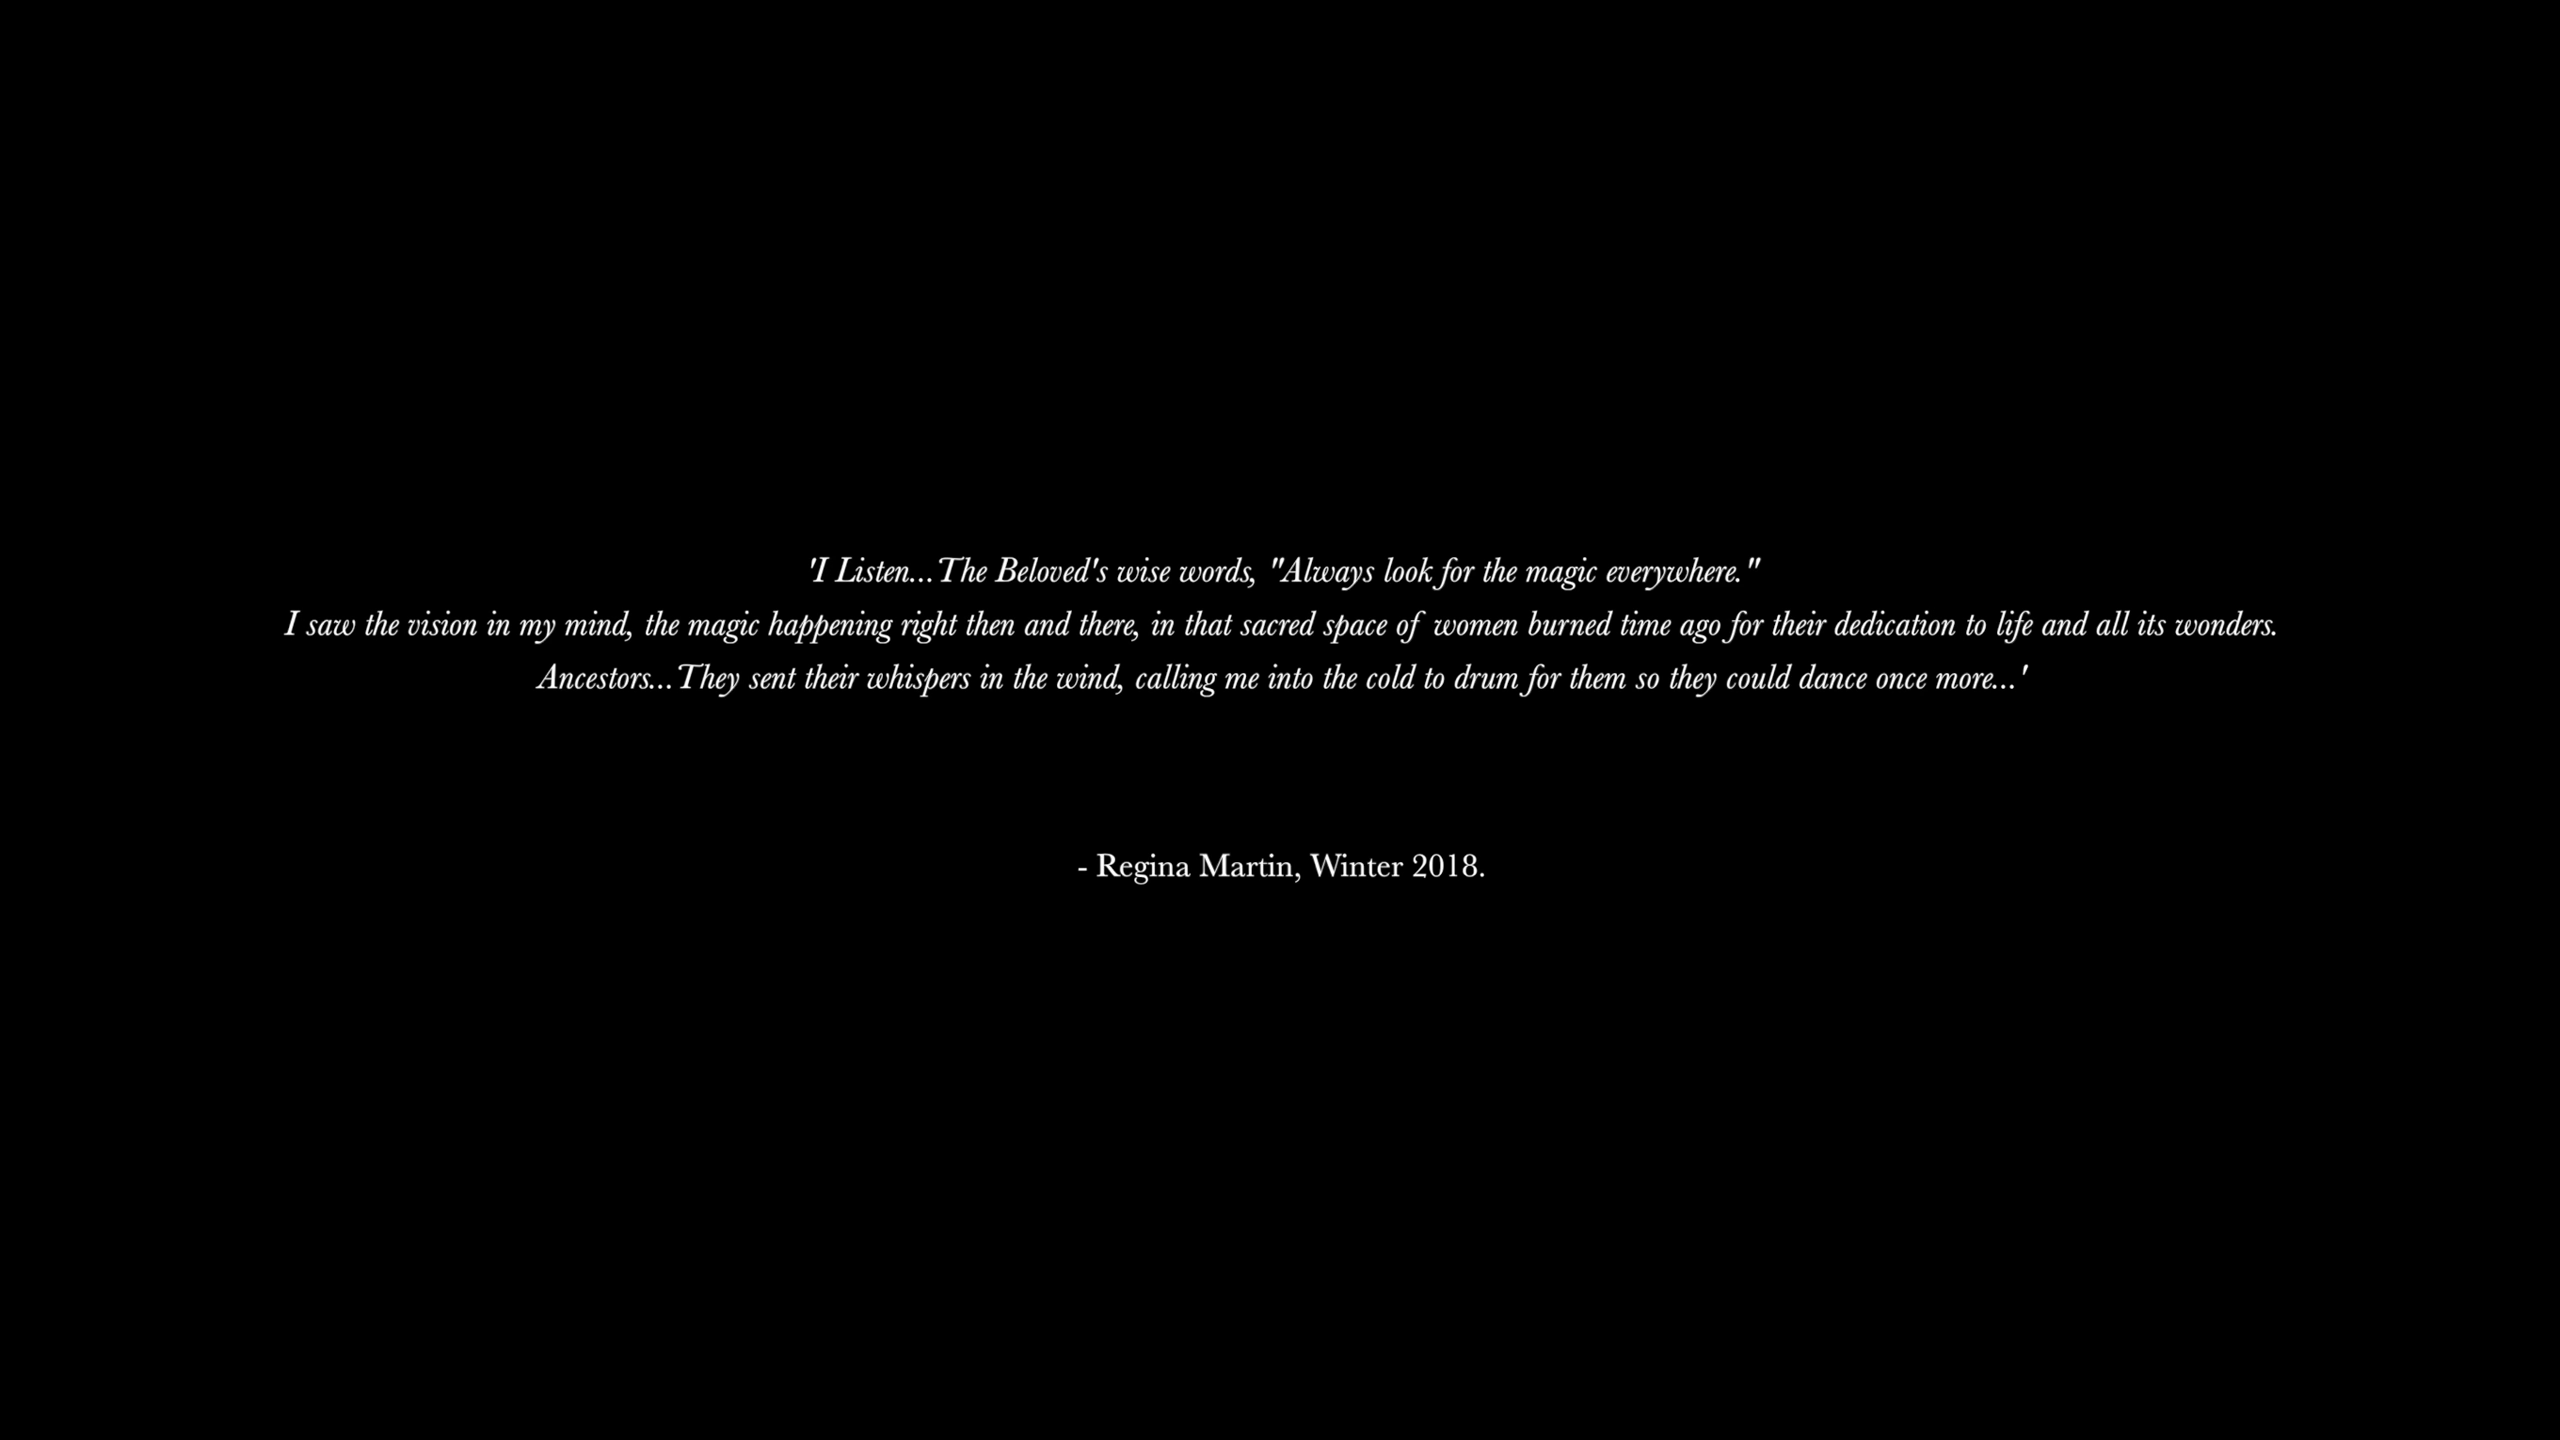 'I Listen...The Beloved's wise words, "Always look for the magic everywhere."
I saw the vision in my mind, the magic happening right then and there, in that sacred space of women burned time ago for their dedication to life and all its wonders.
Ancestors...They sent their whispers in the wind, calling me into the cold to drum for them so they could dance once more...'
- Regina Martin, Winter 2018.